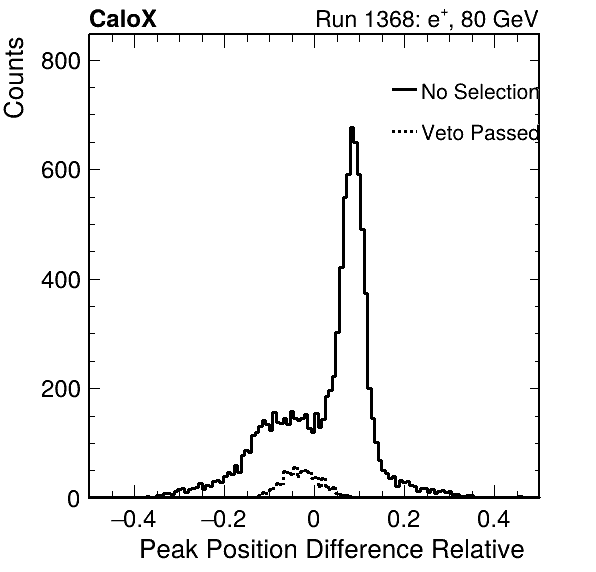 CaloX Run 1368: e⁺, 80 GeV
Counts
800
600
400
200
0
No Selection
Veto Passed
−0.4 −0.2 0 0.2 0.4
Peak Position Difference Relative